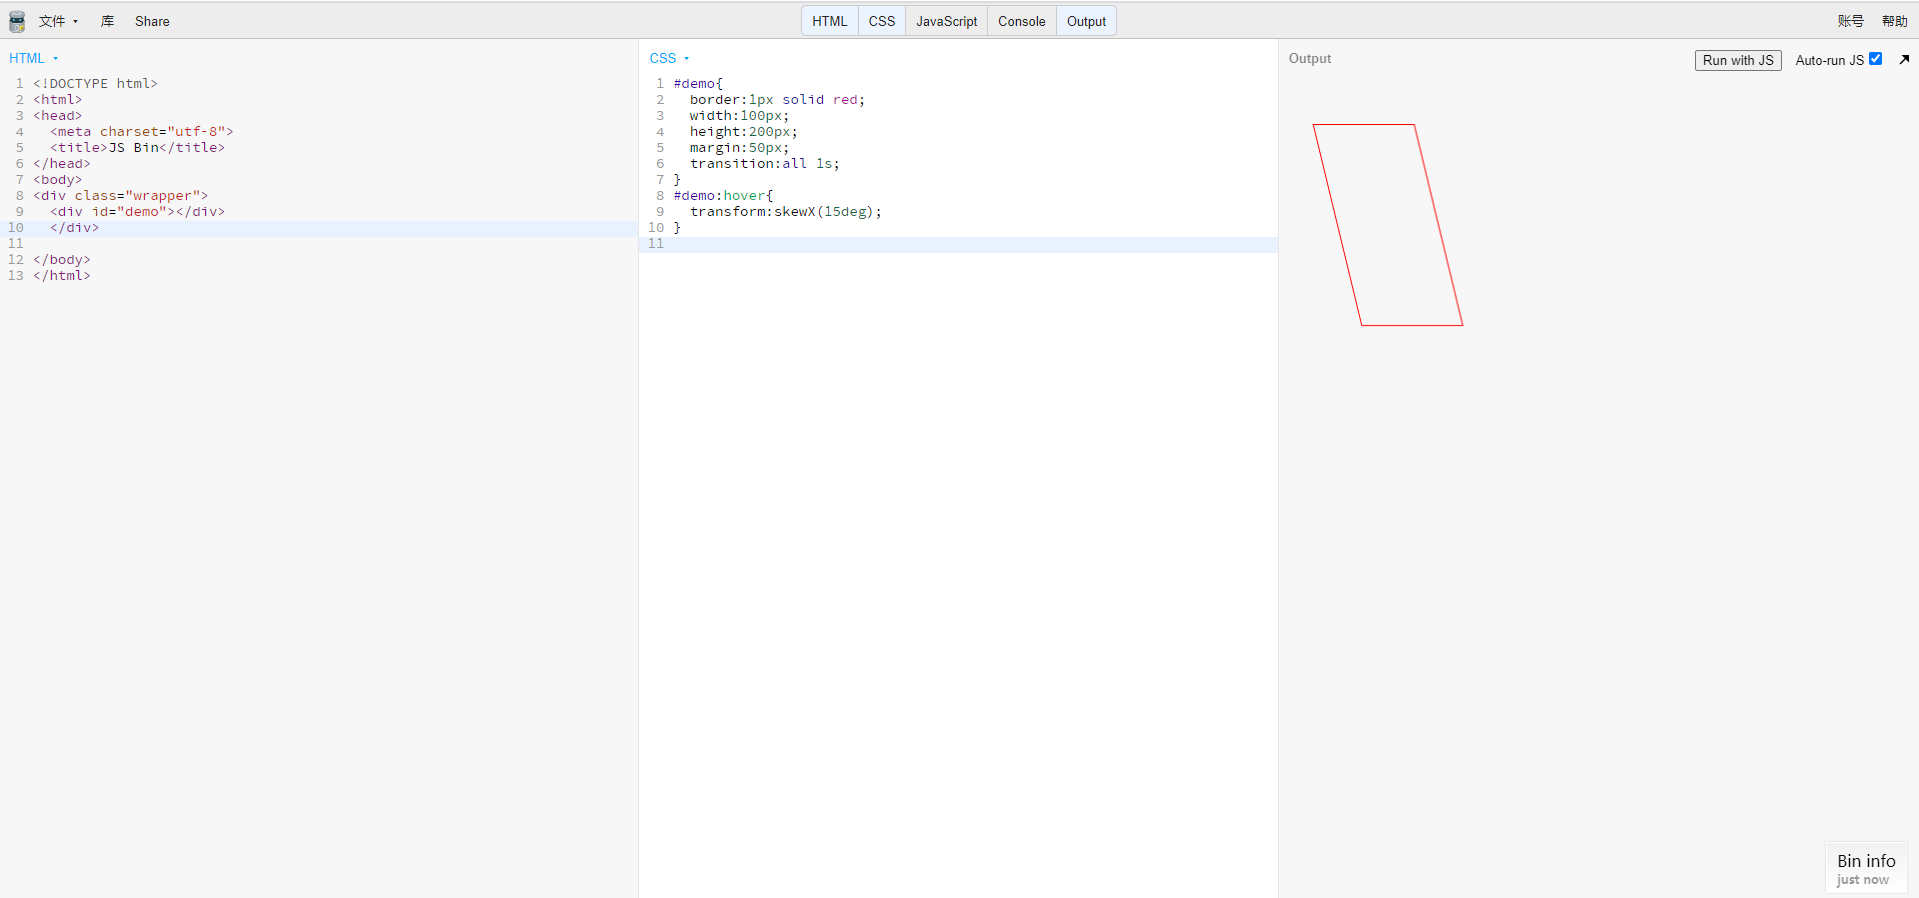 文件 库 Share HTML CSS JavaScript Console Output 账号 帮助
HTML
1 <!DOCTYPE html>
2 <html>
3 <head>
4   <meta charset="utf-8">
5   <title>JS Bin</title>
6 </head>
7 <body>
8 <div class="wrapper">
9   <div id="demo"></div>
10   </div>
11
12 </body>
13 </html>
CSS
1 #demo{
2   border:1px solid red;
3   width:100px;
4   height:200px;
5   margin:50px;
6   transition:all 1s;
7 }
8 #demo:hover{
9   transform:skewX(15deg);
10 }
11
Output Run with JS Auto-run JS
Bin info
just now